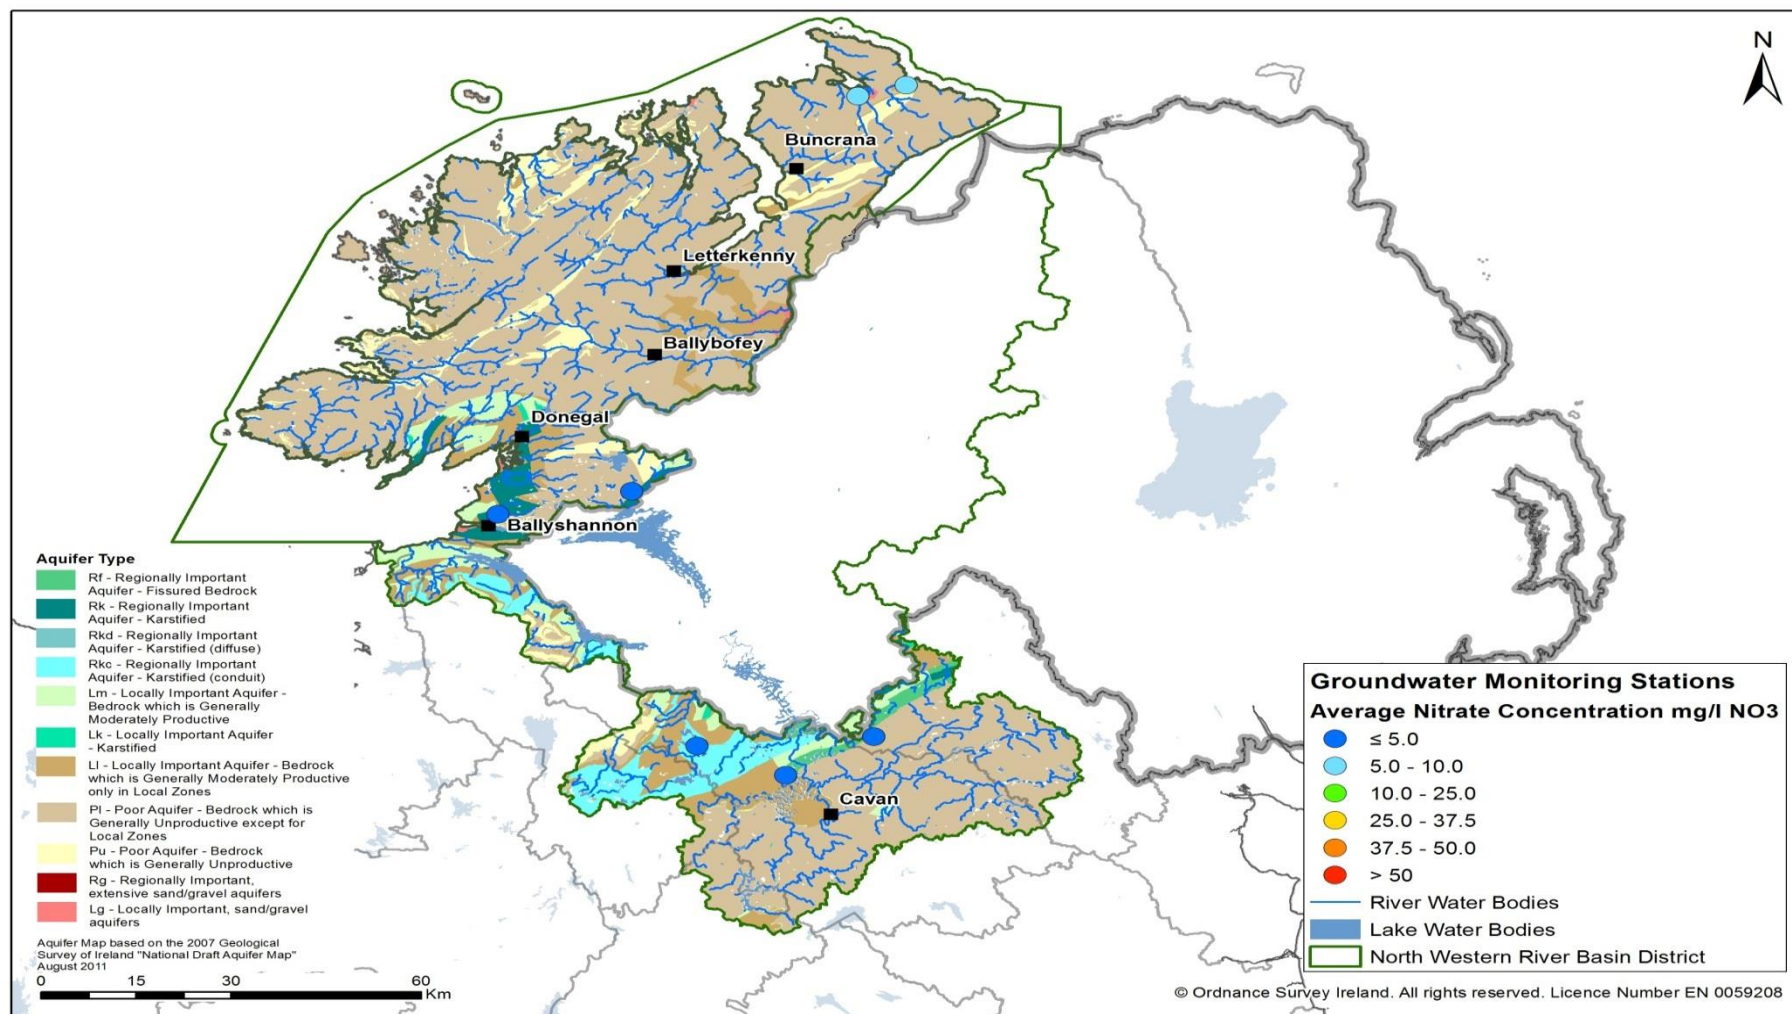 N
Buncrana
Letterkenny
Ballybofey
Donegal
Ballyshannon
Cavan
Aquifer Type
Rf - Regionally Important
Aquifer - Fissured Bedrock
Rk - Regionally Important
Aquifer - Karstified
Rkd - Regionally Important
Aquifer - Karstified (diffuse)
Rkc - Regionally Important
Aquifer - Karstified (conduit)
Lm - Locally Important Aquifer -
Bedrock which is Generally
Moderately Productive
Lk - Locally Important Aquifer
- Karstified
Ll - Locally Important Aquifer - Bedrock
which is Generally Moderately Productive
only in Local Zones
Pl - Poor Aquifer - Bedrock which is
Generally Unproductive except for
Local Zones
Pu - Poor Aquifer - Bedrock
which is Generally Unproductive
Rg - Regionally Important,
extensive sand/gravel aquifers
Lg - Locally Important, sand/gravel
aquifers
Aquifer Map based on the 2007 Geological
Survey of Ireland "National Draft Aquifer Map"
August 2011
0 15 30 60
Km
Groundwater Monitoring Stations
Average Nitrate Concentration mg/l NO3
≤ 5.0
5.0 - 10.0
10.0 - 25.0
25.0 - 37.5
37.5 - 50.0
> 50
River Water Bodies
Lake Water Bodies
North Western River Basin District
© Ordnance Survey Ireland. All rights reserved. Licence Number EN 0059208